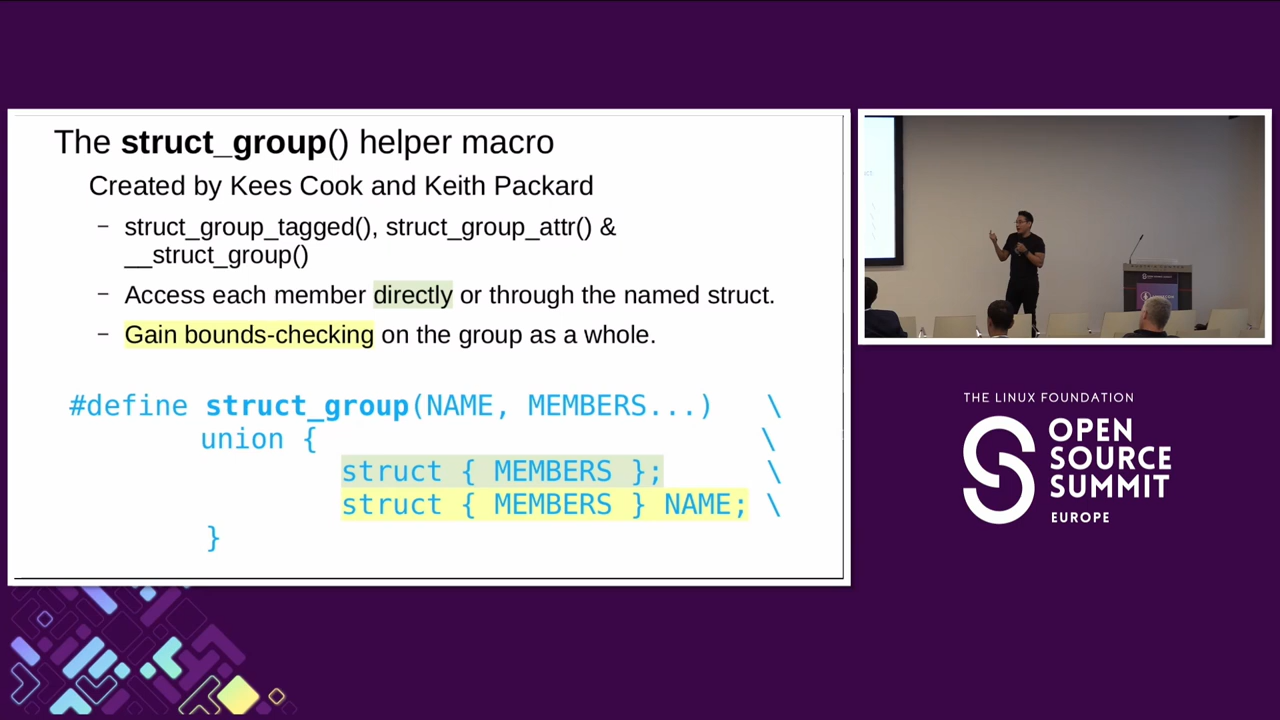 The struct_group() helper macro
Created by Kees Cook and Keith Packard
– struct_group_tagged(), struct_group_attr() &
__struct_group()
– Access each member directly or through the named struct.
– Gain bounds-checking on the group as a whole.
#define struct_group(NAME, MEMBERS...) \
union { \
struct { MEMBERS }; \
struct { MEMBERS } NAME; \
}
THE LINUX FOUNDATION
OPEN
SOURCE
SUMMIT
EUROPE